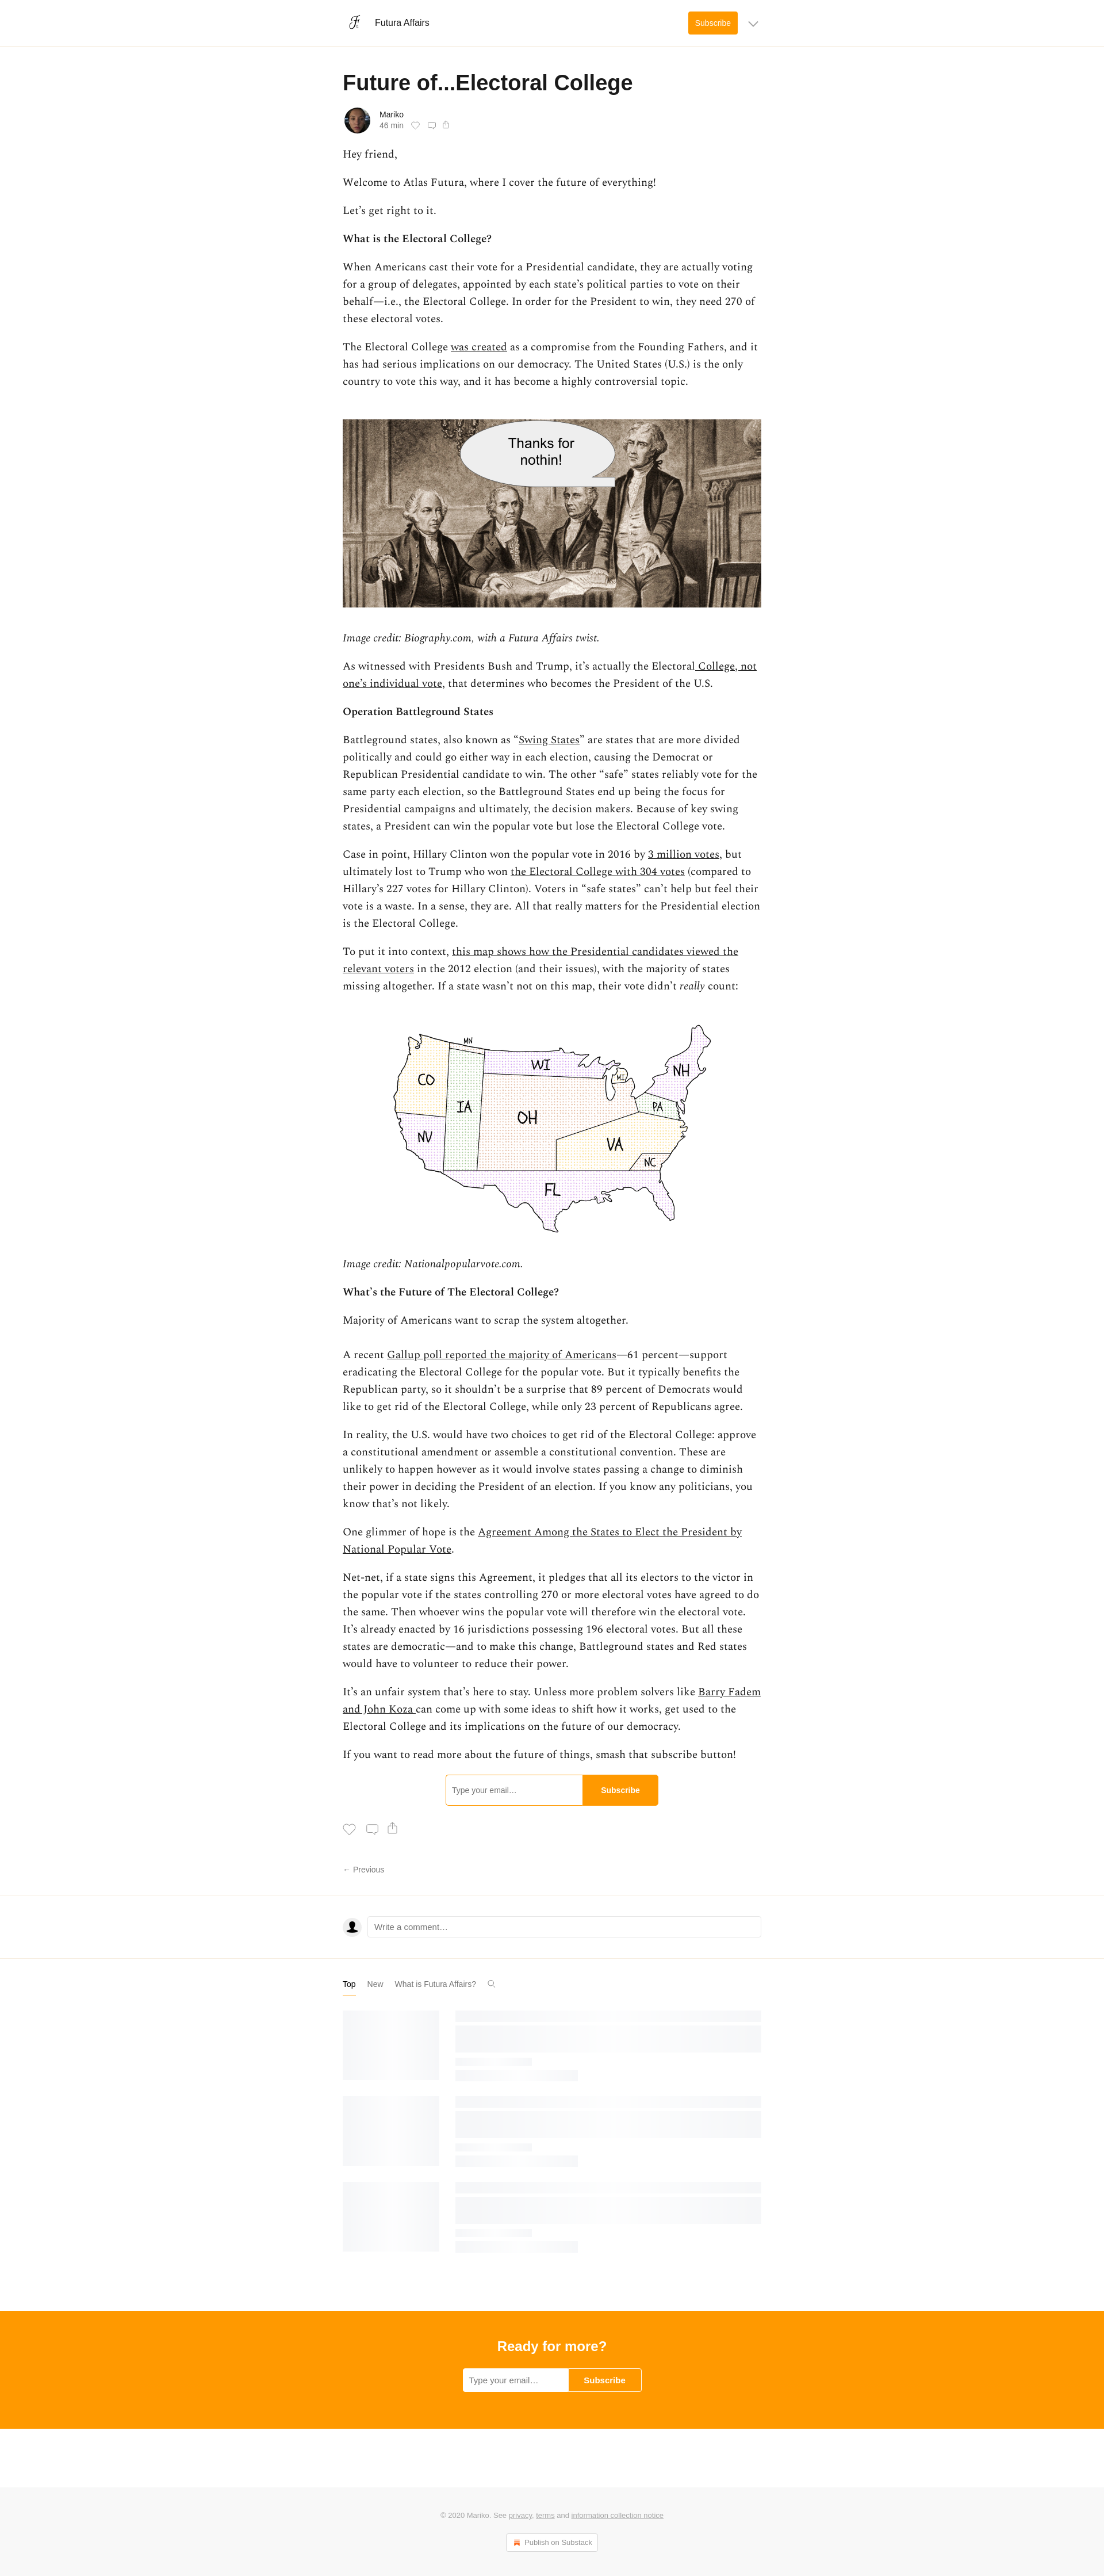 Futura Affairs
Subscribe
Future of...Electoral College
Mariko
46 min
Hey friend,
Welcome to Atlas Futura, where I cover the future of everything!
Let’s get right to it.
What is the Electoral College?
When Americans cast their vote for a Presidential candidate, they are actually voting
for a group of delegates, appointed by each state’s political parties to vote on their
behalf—i.e., the Electoral College. In order for the President to win, they need 270 of
these electoral votes.
The Electoral College was created as a compromise from the Founding Fathers, and it
has had serious implications on our democracy. The United States (U.S.) is the only
country to vote this way, and it has become a highly controversial topic.
Thanks for
nothin!
Image credit: Biography.com, with a Futura Affairs twist.
As witnessed with Presidents Bush and Trump, it’s actually the Electoral College, not
one’s individual vote, that determines who becomes the President of the U.S.
Operation Battleground States
Battleground states, also known as “Swing States” are states that are more divided
politically and could go either way in each election, causing the Democrat or
Republican Presidential candidate to win. The other “safe” states reliably vote for the
same party each election, so the Battleground States end up being the focus for
Presidential campaigns and ultimately, the decision makers. Because of key swing
states, a President can win the popular vote but lose the Electoral College vote.
Case in point, Hillary Clinton won the popular vote in 2016 by 3 million votes, but
ultimately lost to Trump who won the Electoral College with 304 votes (compared to
Hillary’s 227 votes for Hillary Clinton). Voters in “safe states” can’t help but feel their
vote is a waste. In a sense, they are. All that really matters for the Presidential election
is the Electoral College.
To put it into context, this map shows how the Presidential candidates viewed the
relevant voters in the 2012 election (and their issues), with the majority of states
missing altogether. If a state wasn’t not on this map, their vote didn’t really count:
MN
WI
NH
CO
MI
IA
PA
OH
NV
VA
NC
FL
Image credit: Nationalpopularvote.com.
What’s the Future of The Electoral College?
Majority of Americans want to scrap the system altogether.
A recent Gallup poll reported the majority of Americans—61 percent—support
eradicating the Electoral College for the popular vote. But it typically benefits the
Republican party, so it shouldn’t be a surprise that 89 percent of Democrats would
like to get rid of the Electoral College, while only 23 percent of Republicans agree.
In reality, the U.S. would have two choices to get rid of the Electoral College: approve
a constitutional amendment or assemble a constitutional convention. These are
unlikely to happen however as it would involve states passing a change to diminish
their power in deciding the President of an election. If you know any politicians, you
know that’s not likely.
One glimmer of hope is the Agreement Among the States to Elect the President by
National Popular Vote.
Net-net, if a state signs this Agreement, it pledges that all its electors to the victor in
the popular vote if the states controlling 270 or more electoral votes have agreed to do
the same. Then whoever wins the popular vote will therefore win the electoral vote.
It’s already enacted by 16 jurisdictions possessing 196 electoral votes. But all these
states are democratic—and to make this change, Battleground states and Red states
would have to volunteer to reduce their power.
It’s an unfair system that’s here to stay. Unless more problem solvers like Barry Fadem
and John Koza can come up with some ideas to shift how it works, get used to the
Electoral College and its implications on the future of our democracy.
If you want to read more about the future of things, smash that subscribe button!
Type your email…
Subscribe
← Previous
Write a comment…
Top
New
What is Futura Affairs?
Ready for more?
Type your email…
Subscribe
© 2020 Mariko. See privacy, terms and information collection notice
Publish on Substack